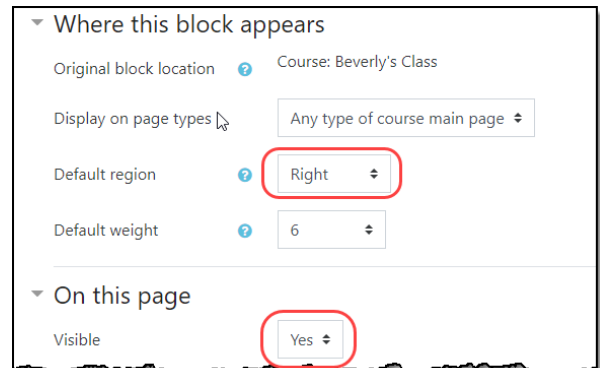 Where this block appears
Original block location Course: Beverly's Class
Display on page types Any type of course main page
Default region Right
Default weight 6
On this page
Visible Yes